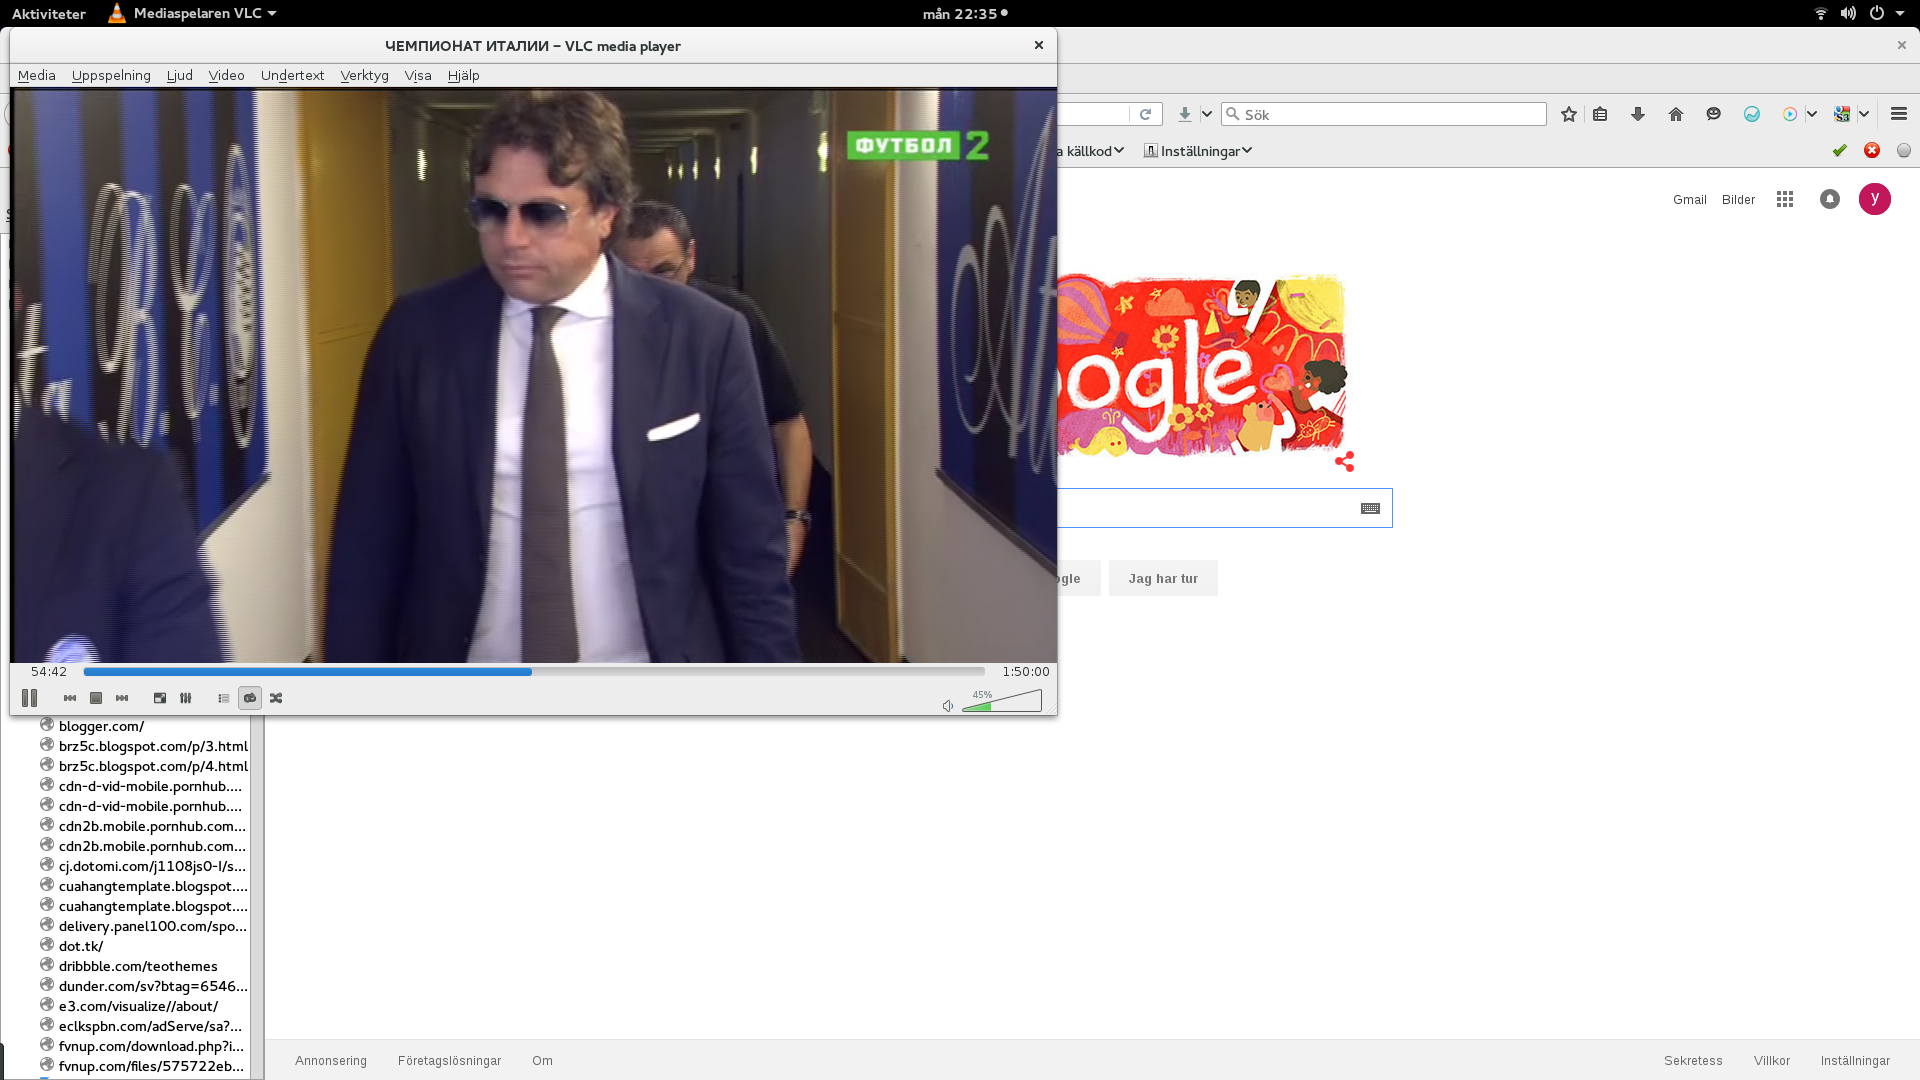 Aktiviteter
Mediaspelaren VLC
mån 22:35
ЧЕМПИОНАТ ИТАЛИИ – VLC media player
Media Uppspelning Ljud Video Undertext Verktyg Visa Hjälp
Sök
a källkod
Inställningar
ФУТБОЛ 2
Gmail Bilder
y
ogle
ogle
Jag har tur
54:42
1:50:00
45%
blogger.com/
brz5c.blogspot.com/p/3.html
brz5c.blogspot.com/p/4.html
cdn-d-vid-mobile.pornhub....
cdn-d-vid-mobile.pornhub....
cdn2b.mobile.pornhub.com...
cdn2b.mobile.pornhub.com...
cj.dotomi.com/j1108js0-I/s...
cuahangtemplate.blogspot....
cuahangtemplate.blogspot....
delivery.panel100.com/spo...
dot.tk/
dribbble.com/teothemes
dunder.com/sv?btag=6546...
e3.com/visualize//about/
eclkspbn.com/adServe/sa?...
fvnup.com/download.php?i...
fvnup.com/files/575722eb...
Annonsering Företagslösningar Om
Sekretess Villkor Inställningar